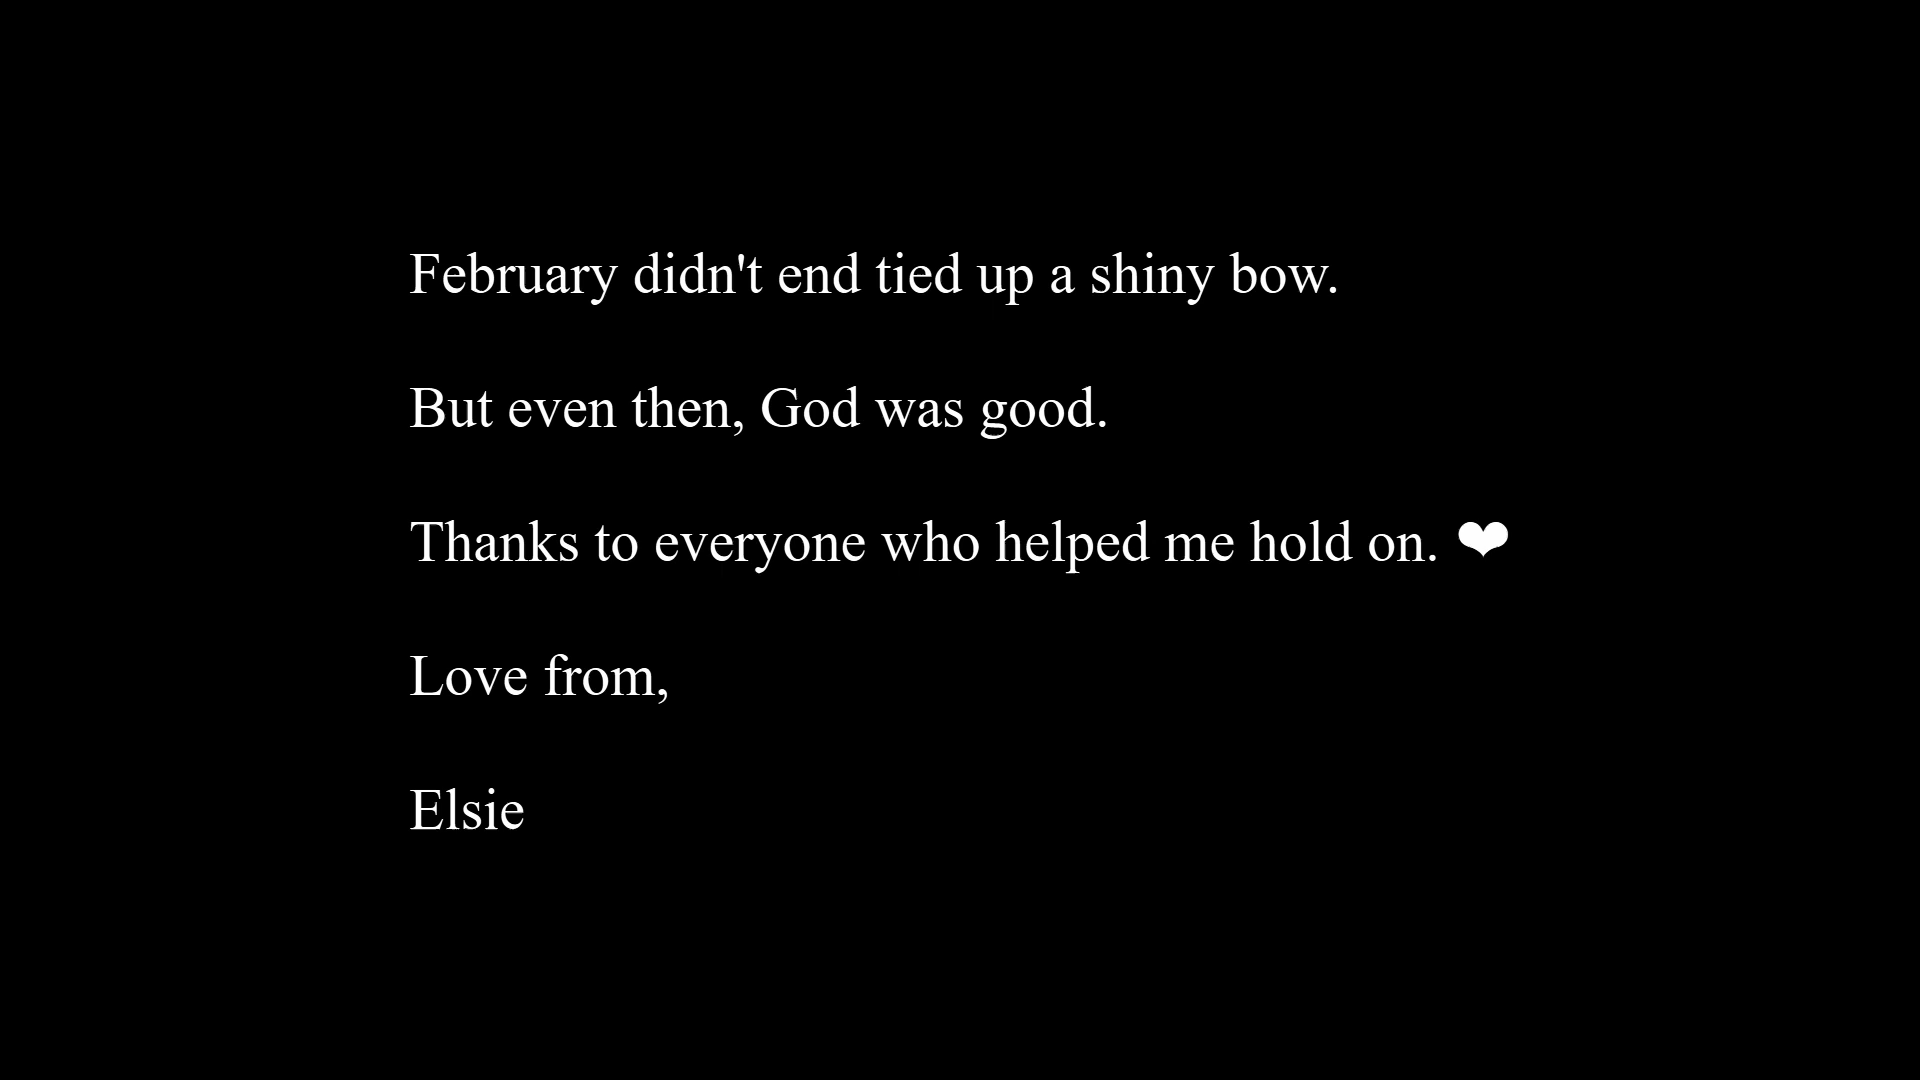 February didn't end tied up a shiny bow.
But even then, God was good.
Thanks to everyone who helped me hold on. ❤
Love from,
Elsie